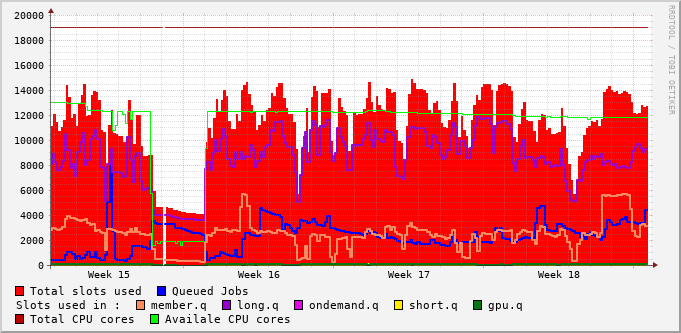 20000
18000
16000
14000
12000
10000
8000
6000
4000
2000
0
Week 15 Week 16 Week 17 Week 18
Total slots used Queued Jobs
Slots used in : member.q long.q ondemand.q short.q gpu.q
Total CPU cores Availale CPU cores
RRDTOOL / TOBI OETIKER